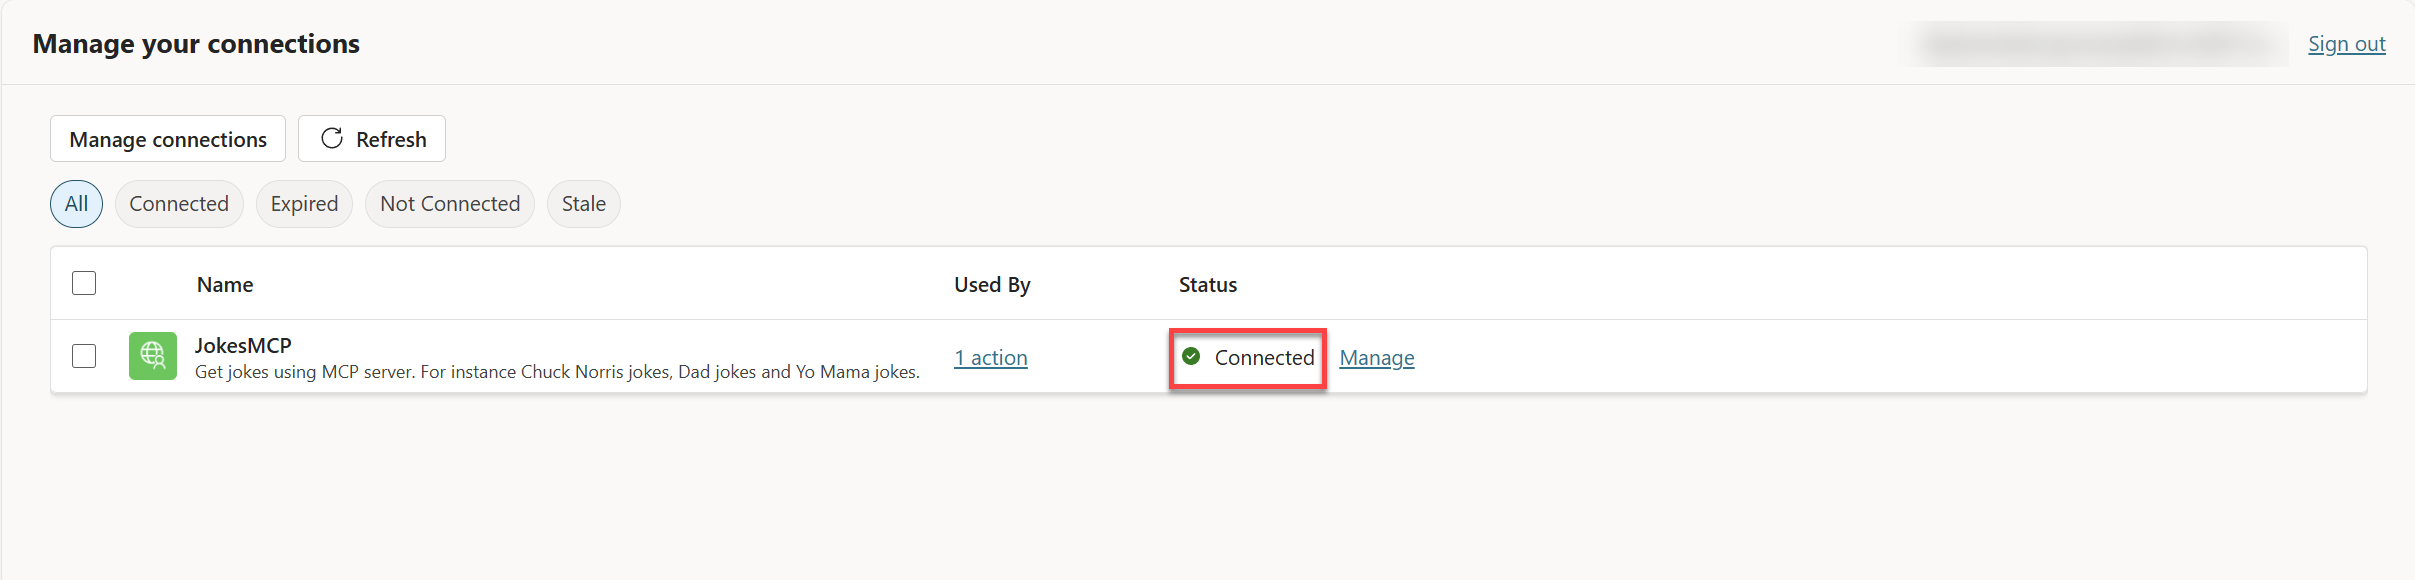 Manage your connections
Sign out
Manage connections
Refresh
All
Connected
Expired
Not Connected
Stale
Name
Used By
Status
JokesMCP
Get jokes using MCP server. For instance Chuck Norris jokes, Dad jokes and Yo Mama jokes.
1 action
Connected
Manage